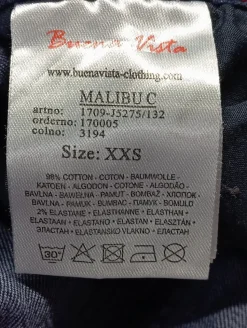 Buena Vista
www.buenavista-clothing.com
MALIBU C
artno: 1709-J5275/132
orderno: 170005
colno: 3194
Size: XXS
98% COTTON - COTON - BAUMWOLLE -
KATOEN - ALGODON - COTONE - ALGODÃO -
BAVLNA - BAWEŁNA - PAMUT - BOMBAŽ - ХЛОПОК -
BAVLNA - PAMUK - BUMBAC - ПАМУК - BOMULD
2% ELASTANE - ELASTHANNE - ELASTHAN -
ELASTAAN - ELASTANO - ELASTAN - ЭЛАСТАН -
ЕЛАСТАН - ELASTANSKO VLAKNO - ELASTAN
30°